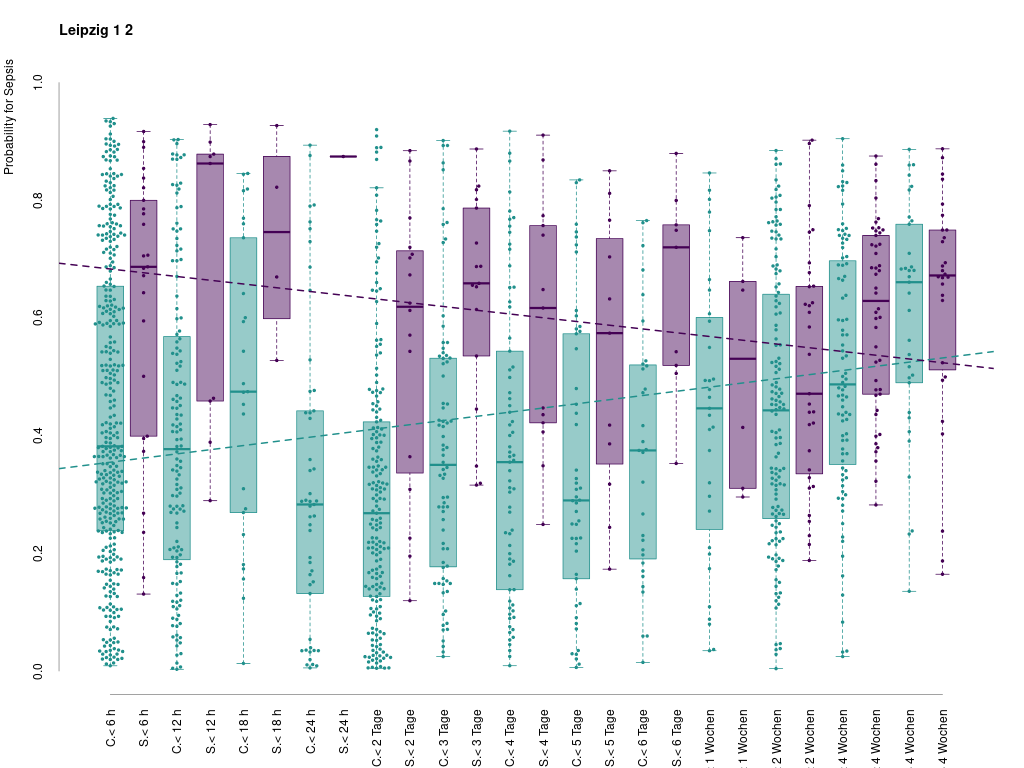 Leipzig 1 2
Probability for Sepsis
1.0
0.8
0.6
0.4
0.2
0.0
C.< 6 h
S.< 6 h
C.< 12 h
S.< 12 h
C.< 18 h
S.< 18 h
C.< 24 h
S.< 24 h
C.< 2 Tage
S.< 2 Tage
C.< 3 Tage
S.< 3 Tage
C.< 4 Tage
S.< 4 Tage
C.< 5 Tage
S.< 5 Tage
C.< 6 Tage
S.< 6 Tage
1 Wochen
1 Wochen
2 Wochen
2 Wochen
4 Wochen
4 Wochen
4 Wochen
4 Wochen